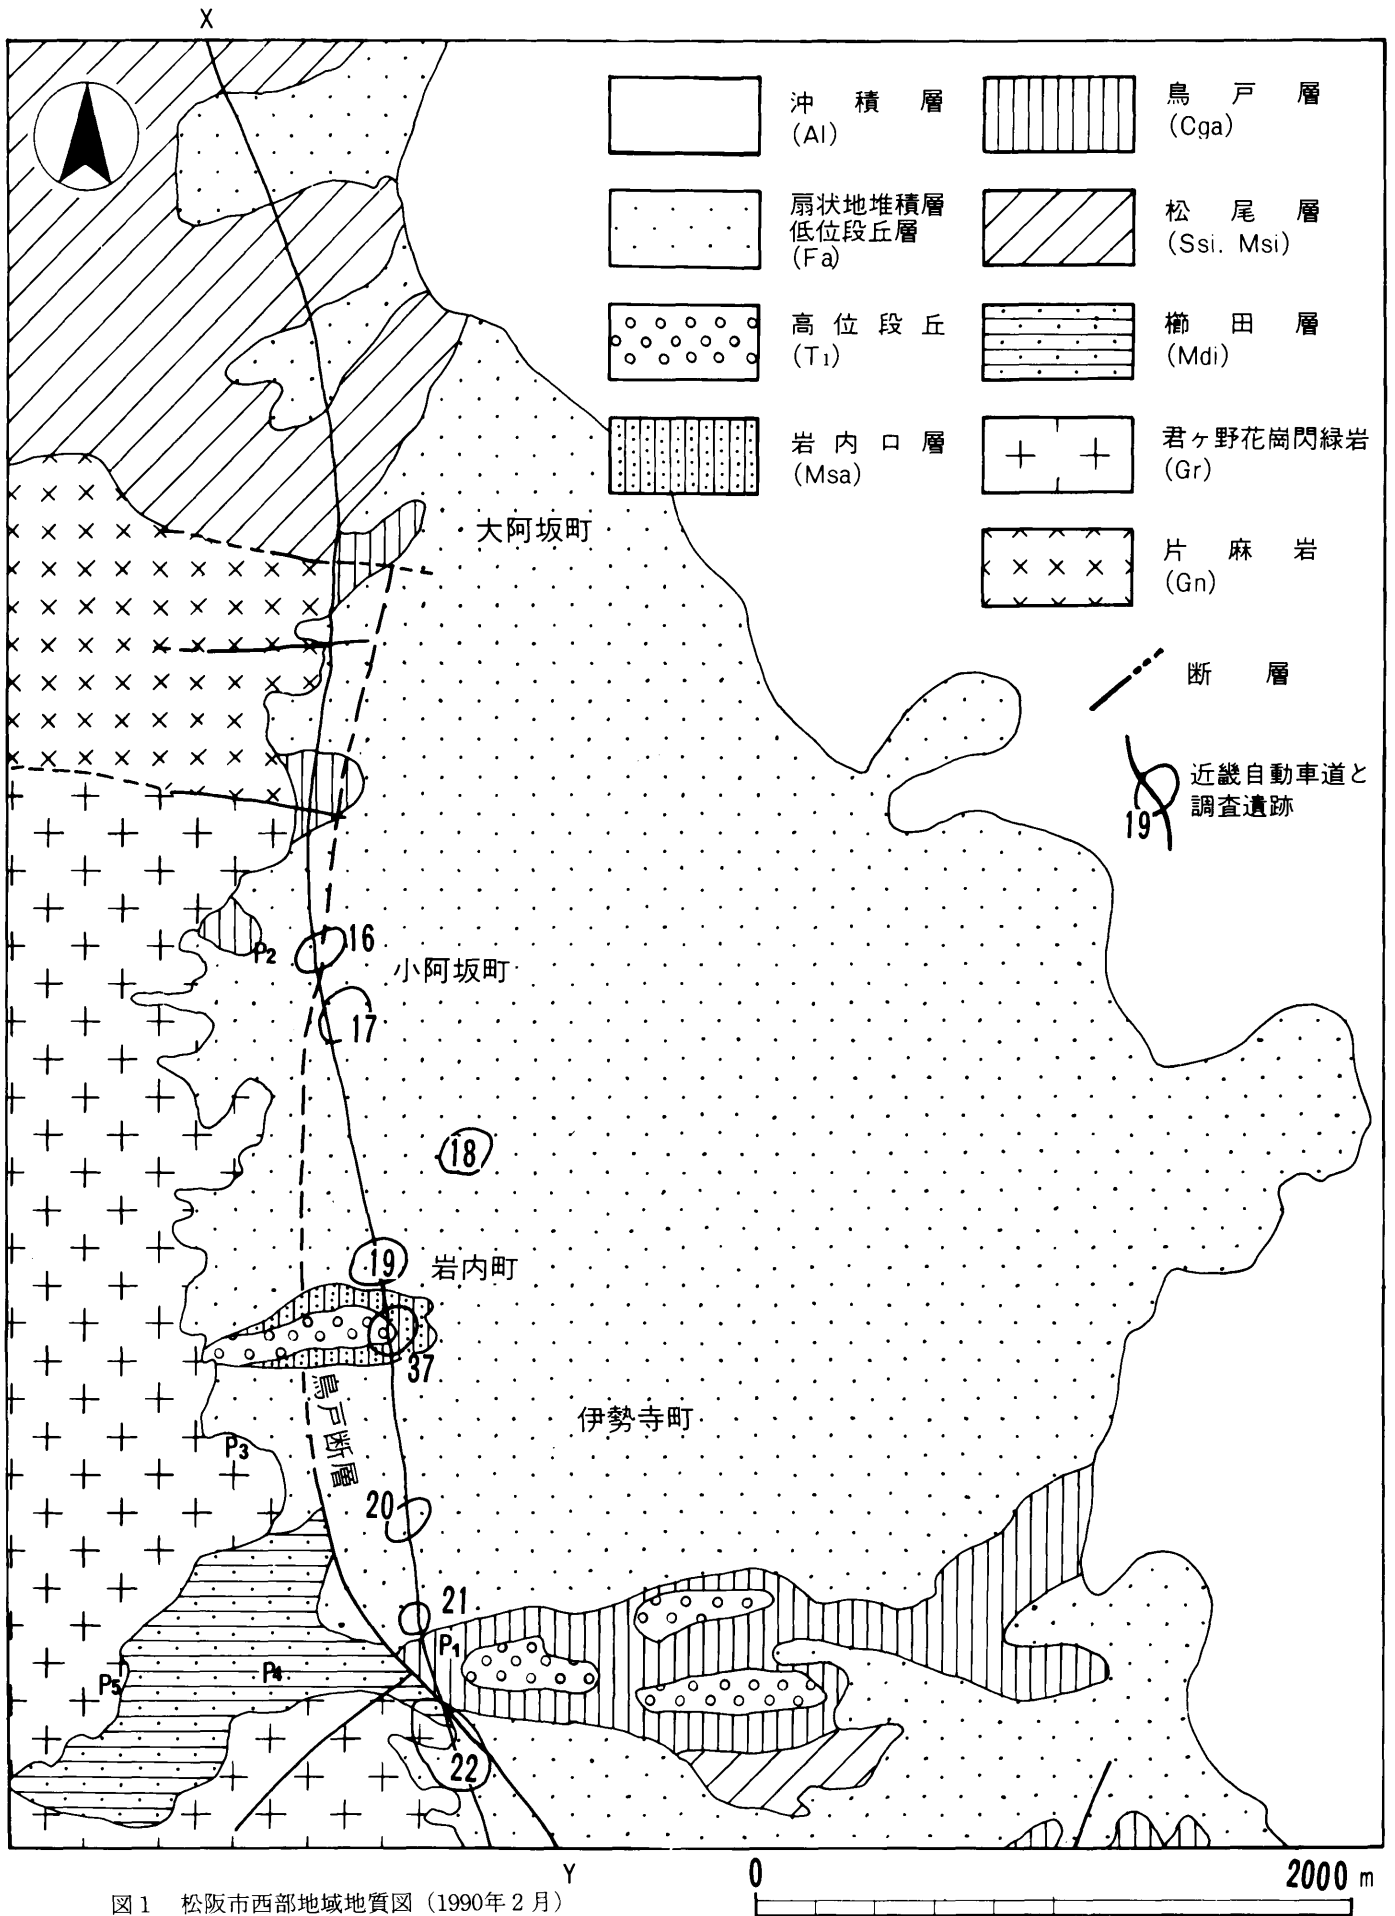 X
沖積層
(Al)
扇状地堆積層
低位段丘層
(Fa)
高位段丘
(T1)
岩内口層
(Msa)
鳥戸層
(Cga)
松尾層
(Ssi. Msi)
櫛田層
(Mdi)
君ヶ野花崗閃緑岩
(Gr)
片麻岩
(Gn)
断層
近畿自動車道と
調査遺跡
19
大阿坂町
16
P2
小阿坂町
17
18
19
岩内町
37
鳥戸断層
伊勢寺町
P3
20
21
P1
P4
P5
22
Y
0
2000 m
図1 松阪市西部地域地質図 (1990年2月)